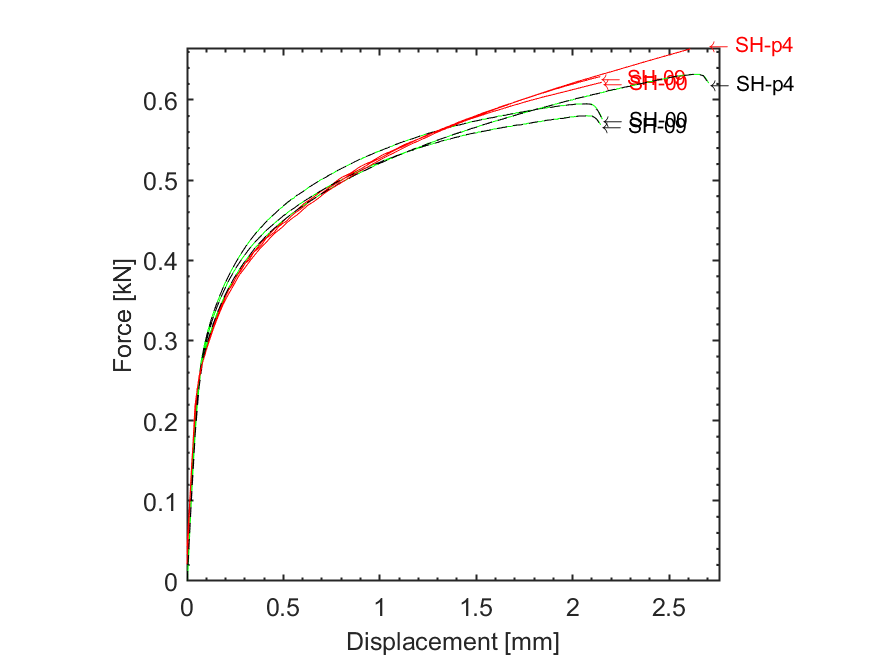 ← SH-p4
← SH-p4
← SH-09
← SH-00
← SH-00
← SH-09
0.6
0.5
0.4
0.3
0.2
0.1
0
Force [kN]
0 0.5 1 1.5 2 2.5
Displacement [mm]